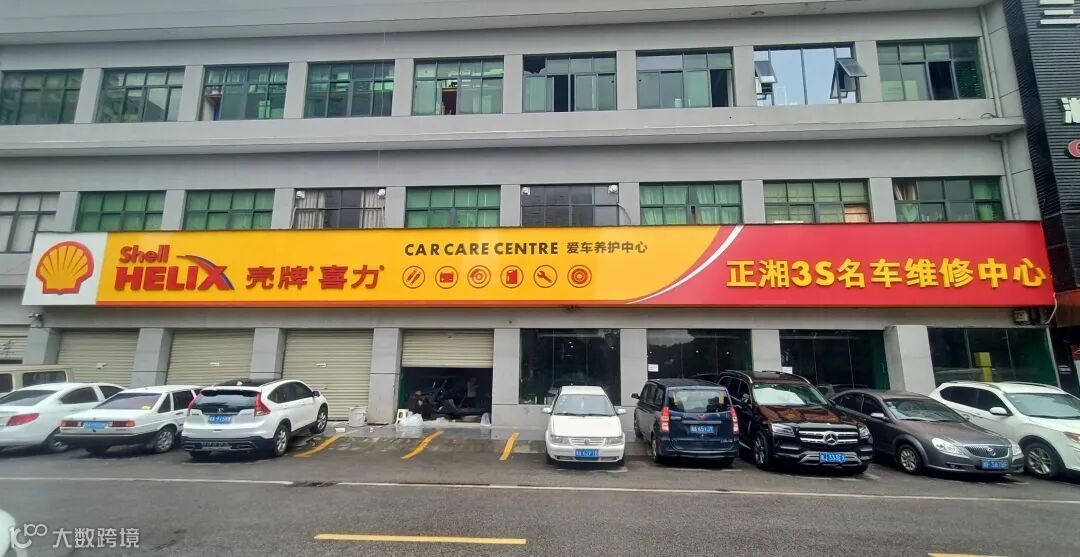 Shell
HELIX 壳牌 喜力
CAR CARE CENTRE 爱车养护中心
正湘3S名车维修中心
大数跨境